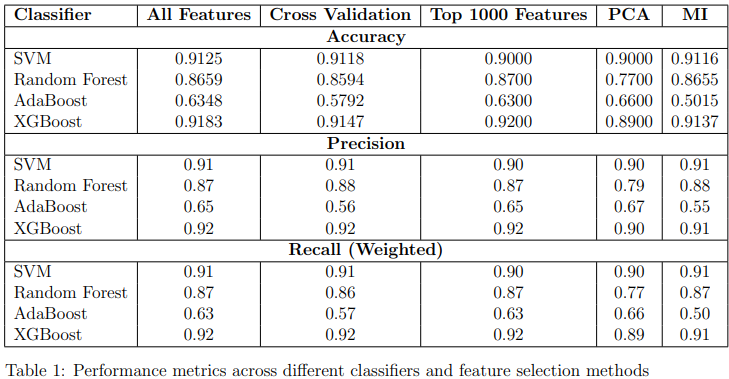 Classifier All Features Cross Validation Top 1000 Features PCA MI
Accuracy
SVM 0.9125 0.9118 0.9000 0.9000 0.9116
Random Forest 0.8659 0.8594 0.8700 0.7700 0.8655
AdaBoost 0.6348 0.5792 0.6300 0.6600 0.5015
XGBoost 0.9183 0.9147 0.9200 0.8900 0.9137
Precision
SVM 0.91 0.91 0.90 0.90 0.91
Random Forest 0.87 0.88 0.87 0.79 0.88
AdaBoost 0.65 0.56 0.65 0.67 0.55
XGBoost 0.92 0.92 0.92 0.90 0.91
Recall (Weighted)
SVM 0.91 0.91 0.90 0.90 0.91
Random Forest 0.87 0.86 0.87 0.77 0.87
AdaBoost 0.63 0.57 0.63 0.66 0.50
XGBoost 0.92 0.92 0.92 0.89 0.91
Table 1: Performance metrics across different classifiers and feature selection methods